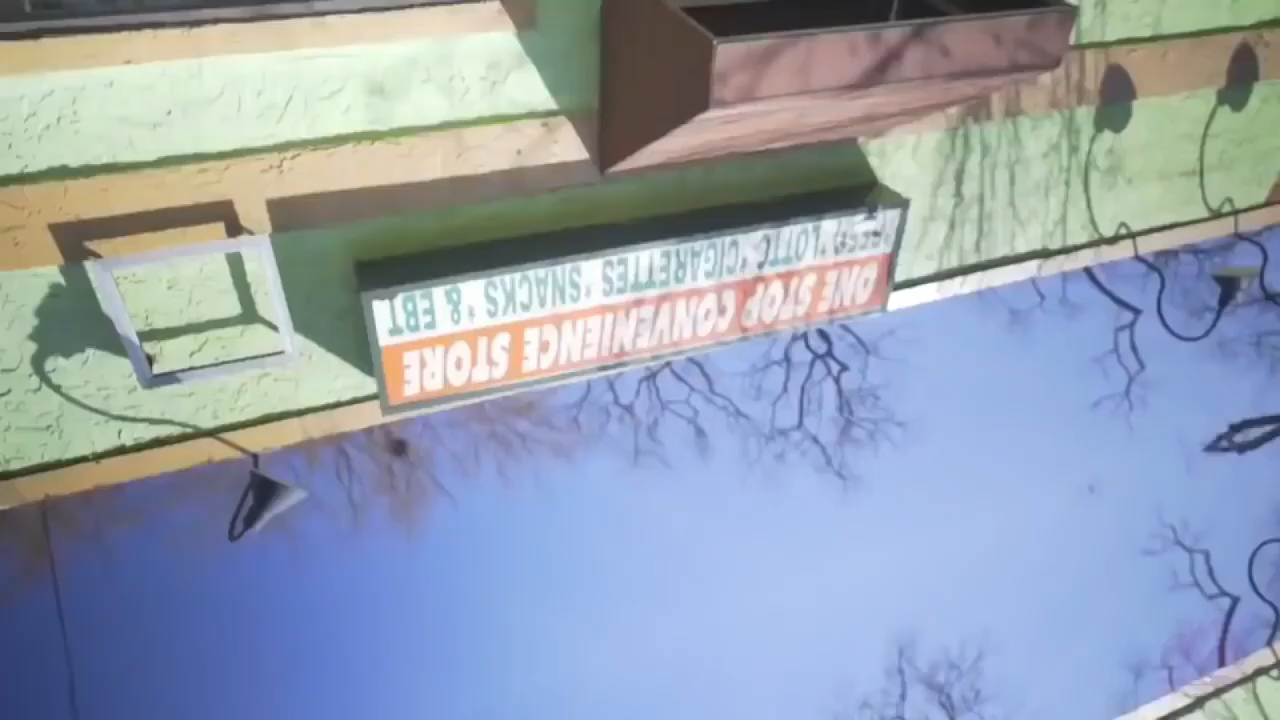 ONE STOP CONVENIENCE STORE
*BEER *LOTTO *CIGARETTES *SNACKS *& EBT